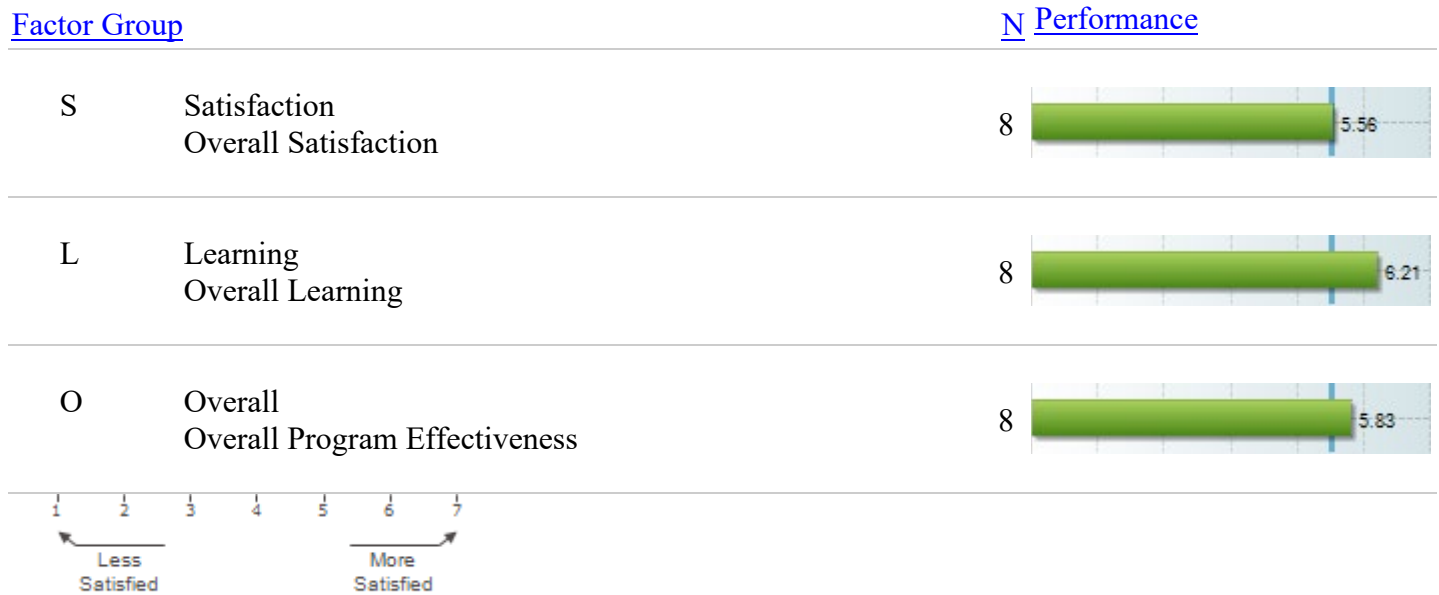 Factor Group N Performance
S Satisfaction
Overall Satisfaction
8 5.56
L Learning
Overall Learning
8 6.21
O Overall
Overall Program Effectiveness
8 5.83
1 2 3 4 5 6 7
Less Satisfied
More Satisfied